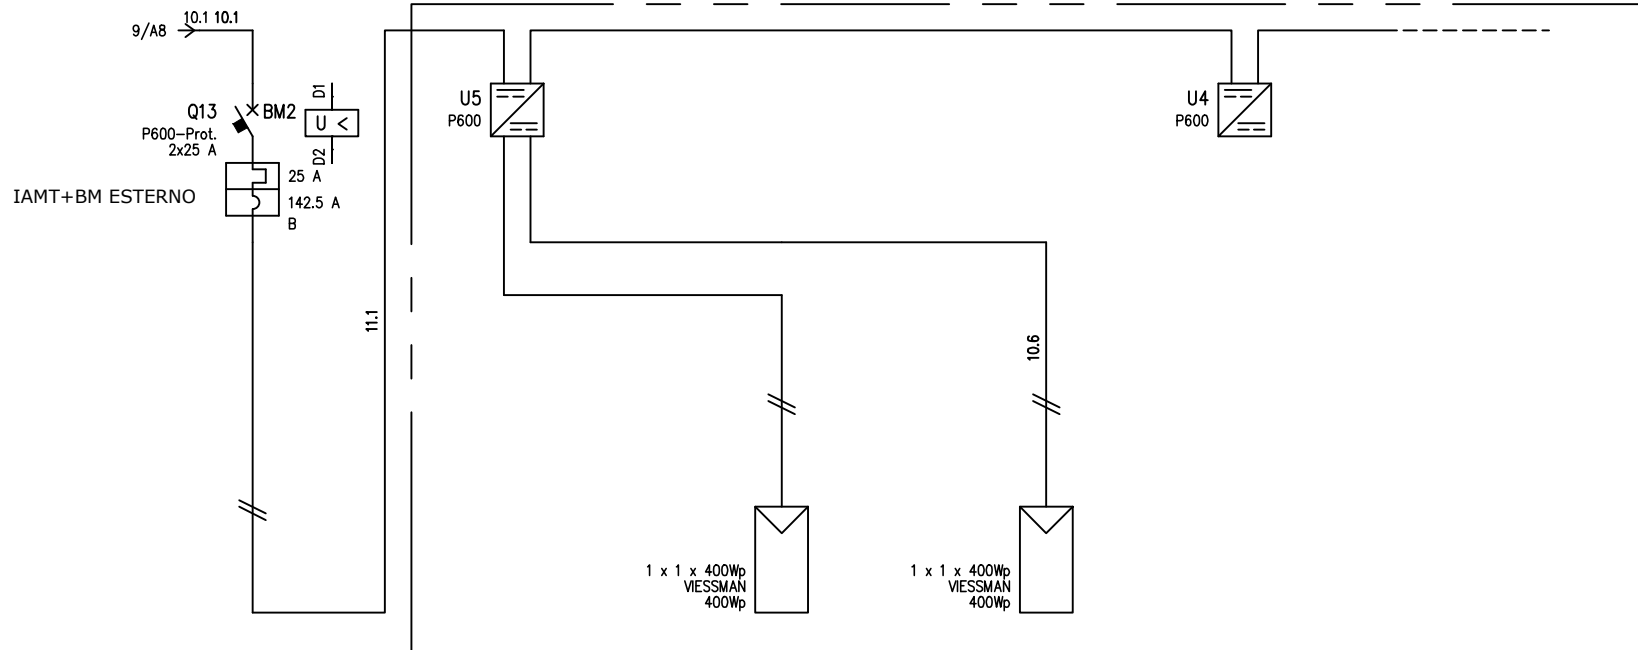 10.1 10.1
9/A8
Q13
BM2
P600-Prot.
2x25 A
D1
U <
D2
25 A
142.5 A
B
IAMT+BM ESTERNO
11.1
U5
P600
U4
P600
10.6
1 x 1 x 400Wp
VIESSMAN
400Wp
1 x 1 x 400Wp
VIESSMAN
400Wp